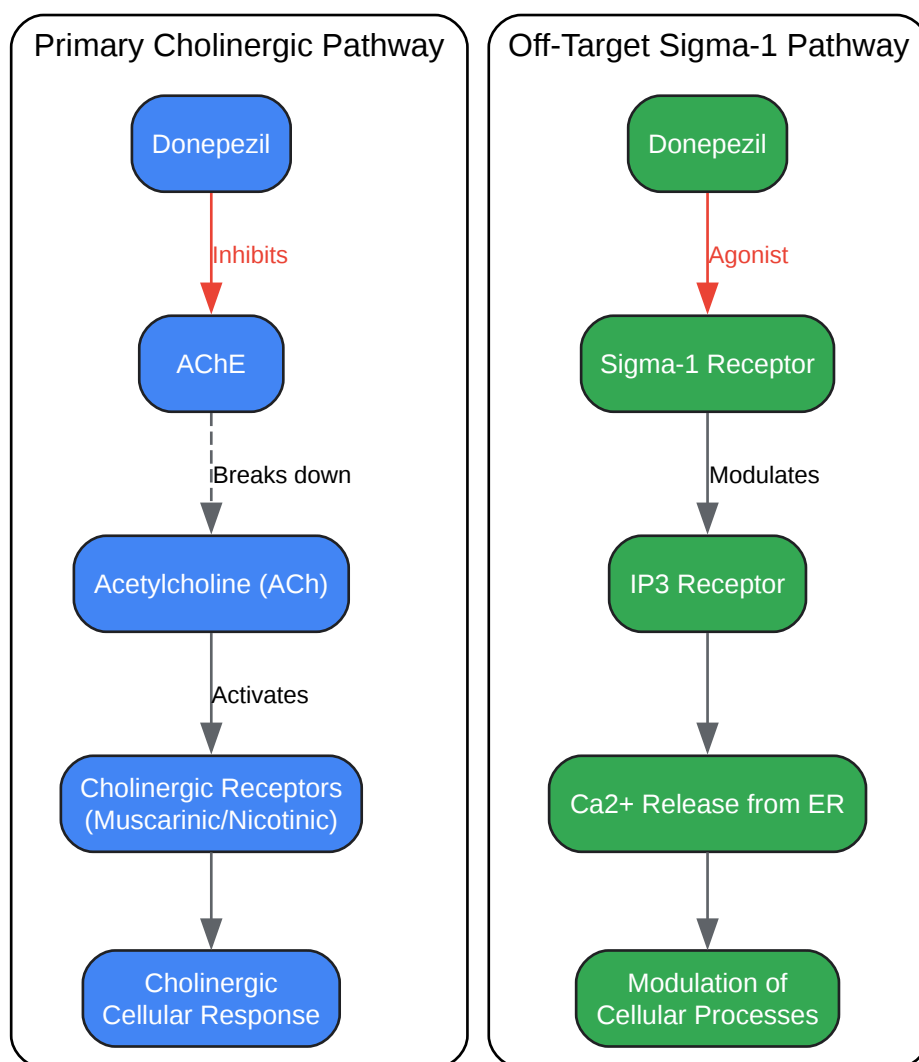 Primary Cholinergic Pathway
Donepezil
Inhibits
AChE
Breaks down
Acetylcholine (ACh)
Activates
Cholinergic Receptors
(Muscarinic/Nicotinic)
Cholinergic
Cellular Response
Off-Target Sigma-1 Pathway
Donepezil
Agonist
Sigma-1 Receptor
Modulates
IP3 Receptor
Ca2+ Release from ER
Modulation of
Cellular Processes